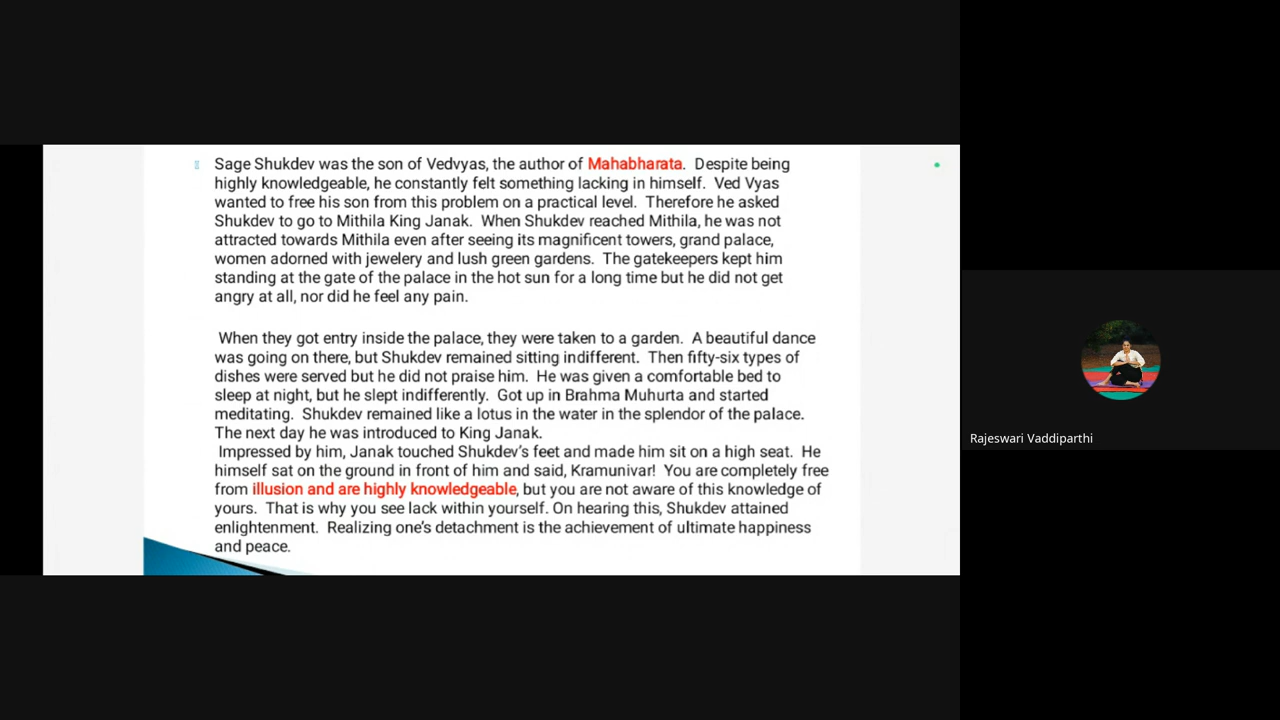 Sage Shukdev was the son of Vedvyas, the author of Mahabharata. Despite being
highly knowledgeable, he constantly felt something lacking in himself. Ved Vyas
wanted to free his son from this problem on a practical level. Therefore he asked
Shukdev to go to Mithila King Janak. When Shukdev reached Mithila, he was not
attracted towards Mithila even after seeing its magnificent towers, grand palace,
women adorned with jewelery and lush green gardens. The gatekeepers kept him
standing at the gate of the palace in the hot sun for a long time but he did not get
angry at all, nor did he feel any pain.
When they got entry inside the palace, they were taken to a garden. A beautiful dance
was going on there, but Shukdev remained sitting indifferent. Then fifty-six types of
dishes were served but he did not praise him. He was given a comfortable bed to
sleep at night, but he slept indifferently. Got up in Brahma Muhurta and started
meditating. Shukdev remained like a lotus in the water in the splendor of the palace.
The next day he was introduced to King Janak.
Impressed by him, Janak touched Shukdev's feet and made him sit on a high seat. He
himself sat on the ground in front of him and said, Kramunivar! You are completely free
from illusion and are highly knowledgeable, but you are not aware of this knowledge of
yours. That is why you see lack within yourself. On hearing this, Shukdev attained
enlightenment. Realizing one's detachment is the achievement of ultimate happiness
and peace.
Rajeswari Vaddiparthi